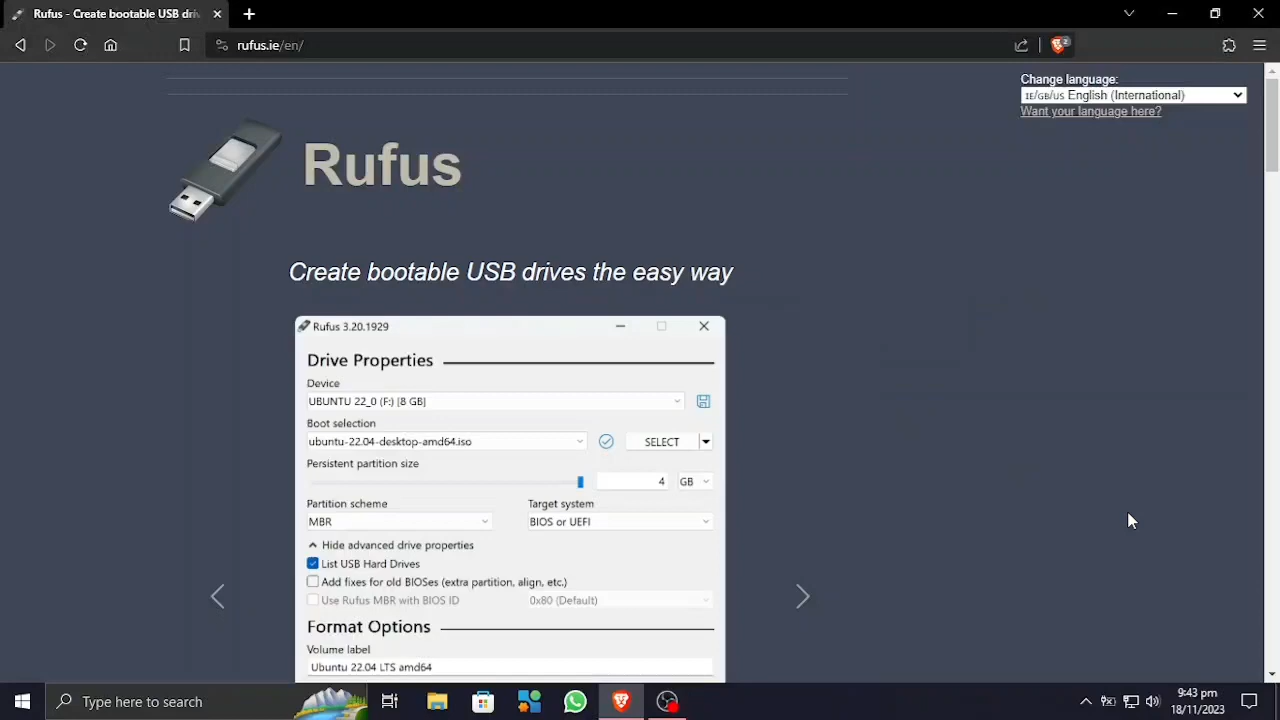 Rufus - Create bootable USB driv
rufus.ie/en/
2
Change language:
IE/GB/US English (International)
Want your language here?
Rufus
Create bootable USB drives the easy way
Rufus 3.20.1929
Drive Properties
Device
UBUNTU 22_0 (F:) [8 GB]
Boot selection
ubuntu-22.04-desktop-amd64.iso
SELECT
Persistent partition size
4
GB
Partition scheme
Target system
MBR
BIOS or UEFI
Hide advanced drive properties
List USB Hard Drives
Add fixes for old BIOSes (extra partition, align, etc.)
Use Rufus MBR with BIOS ID
0x80 (Default)
Format Options
Volume label
Ubuntu 22.04 LTS amd64
Type here to search
9:43 pm
18/11/2023